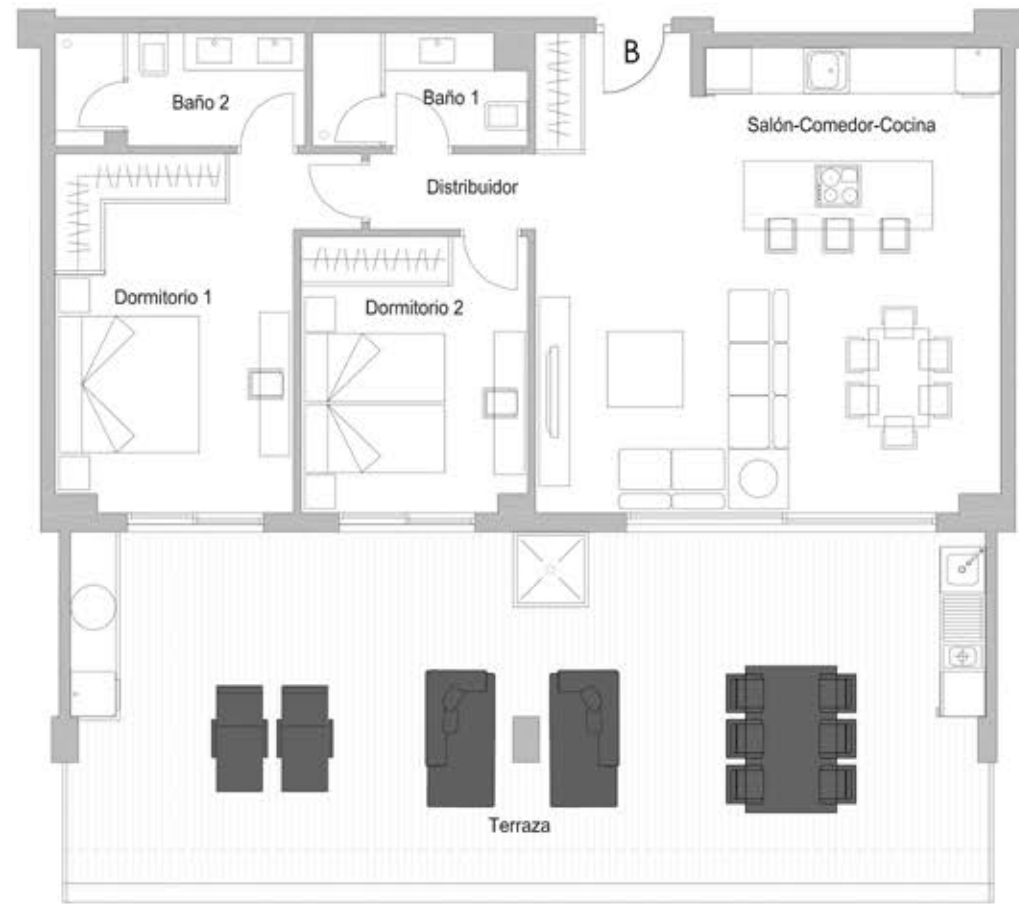 B
Baño 2
Baño 1
Salón-Comedor-Cocina
Distribuidor
Dormitorio 1
Dormitorio 2
Terraza